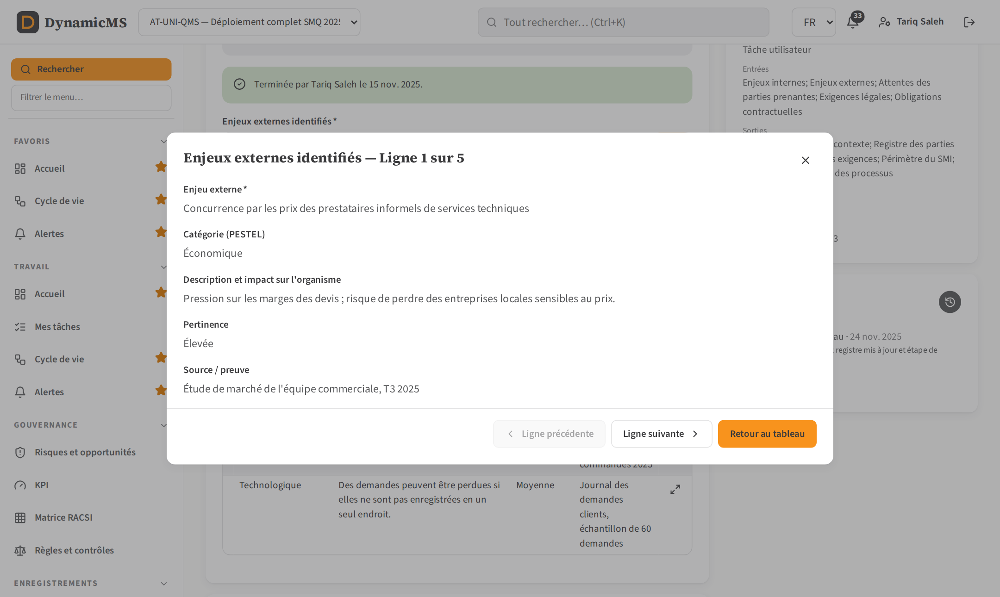 DynamicMS
AT-UNI-QMS — Déploiement complet SMQ 2025
Tout rechercher… (Ctrl+K)
FR
33
Tariq Saleh
Rechercher
Filtrer le menu…
FAVORIS
Accueil
Cycle de vie
Alertes
TRAVAIL
Accueil
Mes tâches
Cycle de vie
Alertes
GOUVERNANCE
Risques et opportunités
KPI
Matrice RACSI
Règles et contrôles
ENREGISTREMENTS
Terminée par Tariq Saleh le 15 nov. 2025.
Enjeux externes identifiés *
Enjeux externes identifiés — Ligne 1 sur 5
Enjeu externe *
Concurrence par les prix des prestataires informels de services techniques
Catégorie (PESTEL)
Économique
Description et impact sur l'organisme
Pression sur les marges des devis ; risque de perdre des entreprises locales sensibles au prix.
Pertinence
Élevée
Source / preuve
Étude de marché de l'équipe commerciale, T3 2025
Ligne précédente
Ligne suivante
Retour au tableau
commandes 2025
Technologique
Des demandes peuvent être perdues si
elles ne sont pas enregistrées en un
seul endroit.
Moyenne
Journal des
demandes
clients,
échantillon de 60
demandes
Tâche utilisateur
Entrées
Enjeux internes; Enjeux externes; Attentes des
parties prenantes; Exigences légales; Obligations
contractuelles
Sorties
contexte; Registre des parties
exigences; Périmètre du SMI;
des processus
3
au · 24 nov. 2025
registre mis à jour et étape de